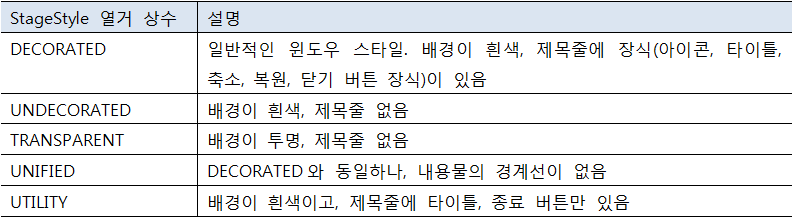 StageStyle 열거 상수 설명
DECORATED 일반적인 윈도우 스타일. 배경이 흰색, 제목줄에 장식(아이콘, 타이틀,
축소, 복원, 닫기 버튼 장식)이 있음
UNDECORATED 배경이 흰색, 제목줄 없음
TRANSPARENT 배경이 투명, 제목줄 없음
UNIFIED DECORATED와 동일하나, 내용물의 경계선이 없음
UTILITY 배경이 흰색이고, 제목줄에 타이틀, 종료 버튼만 있음